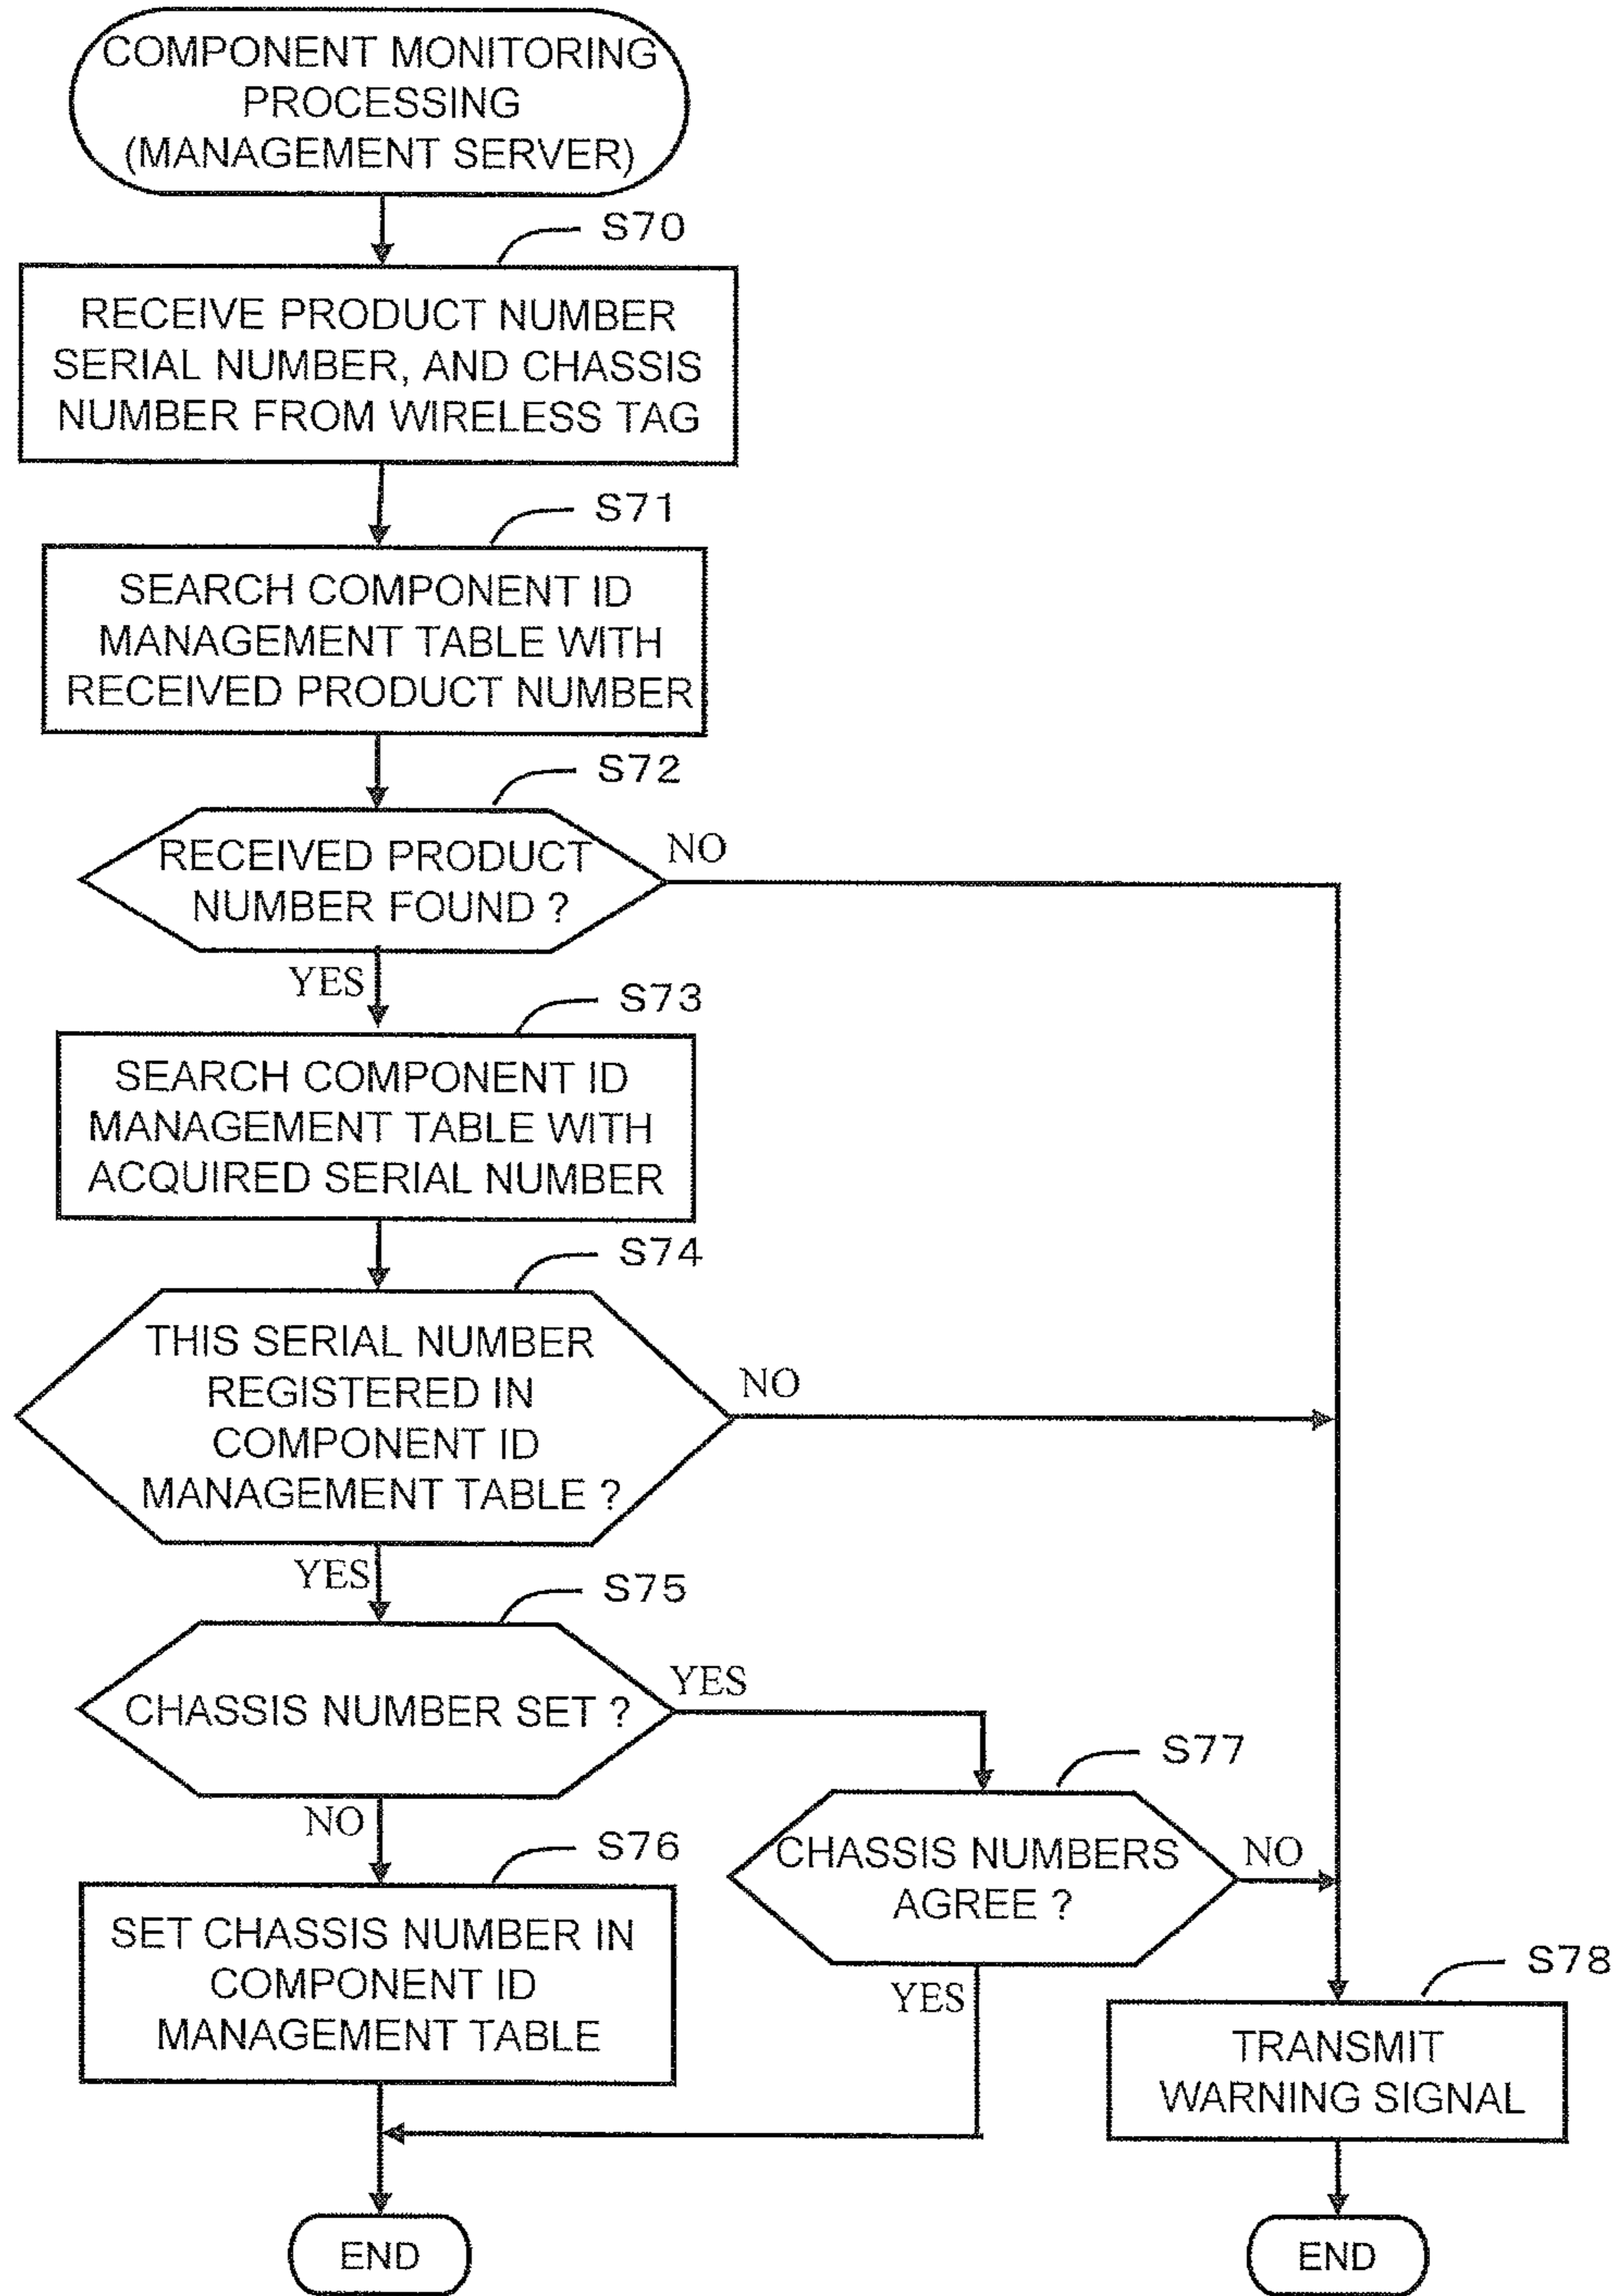 COMPONENT MONITORING
PROCESSING
(MANAGEMENT SERVER)
S70
RECEIVE PRODUCT NUMBER
SERIAL NUMBER, AND CHASSIS
NUMBER FROM WIRELESS TAG
S71
SEARCH COMPONENT ID
MANAGEMENT TABLE WITH
RECEIVED PRODUCT NUMBER
S72
RECEIVED PRODUCT
NUMBER FOUND ?
NO
YES
S73
SEARCH COMPONENT ID
MANAGEMENT TABLE WITH
ACQUIRED SERIAL NUMBER
S74
THIS SERIAL NUMBER
REGISTERED IN
COMPONENT ID
MANAGEMENT TABLE ?
NO
YES
S75
CHASSIS NUMBER SET ?
YES
NO
S77
CHASSIS NUMBERS
AGREE ?
NO
YES
S76
SET CHASSIS NUMBER IN
COMPONENT ID
MANAGEMENT TABLE
S78
TRANSMIT
WARNING SIGNAL
END
END